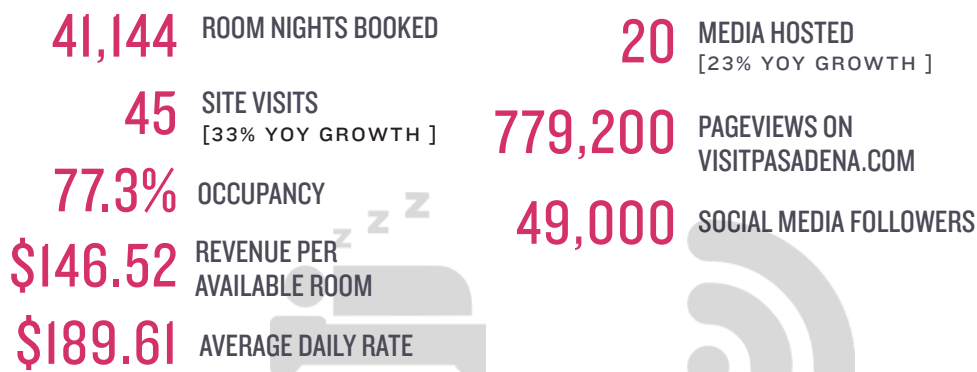 41,144 ROOM NIGHTS BOOKED
45 SITE VISITS
[33% YOY GROWTH ]
77.3% OCCUPANCY
z z z
$146.52 REVENUE PER
AVAILABLE ROOM
$189.61 AVERAGE DAILY RATE
20 MEDIA HOSTED
[23% YOY GROWTH ]
779,200 PAGEVIEWS ON
VISITPASADENA.COM
49,000 SOCIAL MEDIA FOLLOWERS